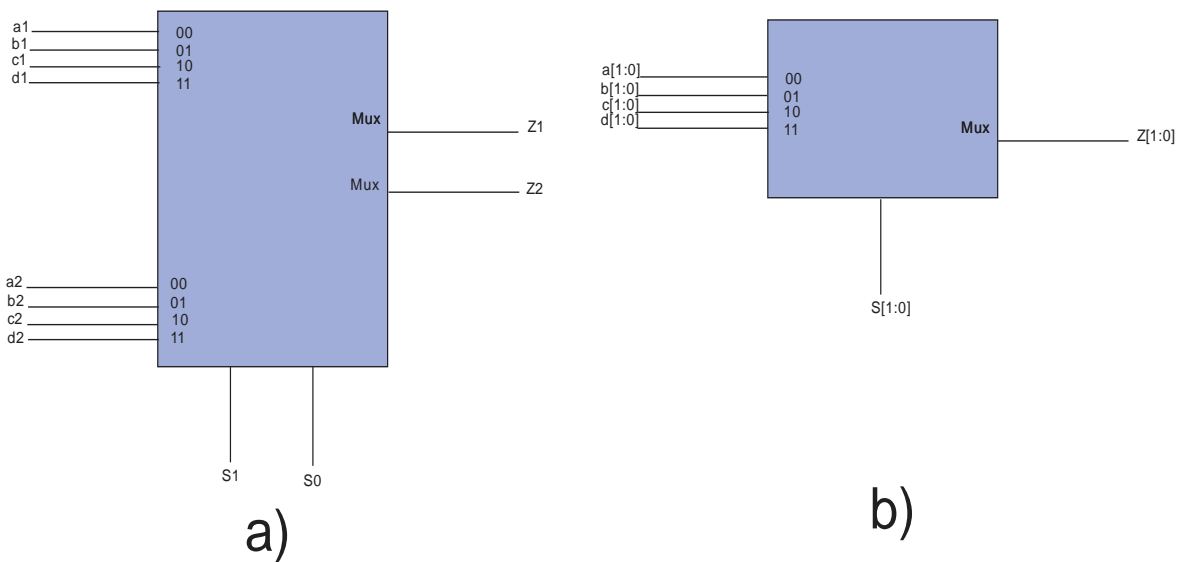 a1
b1
c1
d1
00
01
10
11
Mux
Z1
Mux
Z2
a2
b2
c2
d2
00
01
10
11
S1
S0
a)
a[1:0]
b[1:0]
c[1:0]
d[1:0]
00
01
10
11
Mux
Z[1:0]
S[1:0]
b)